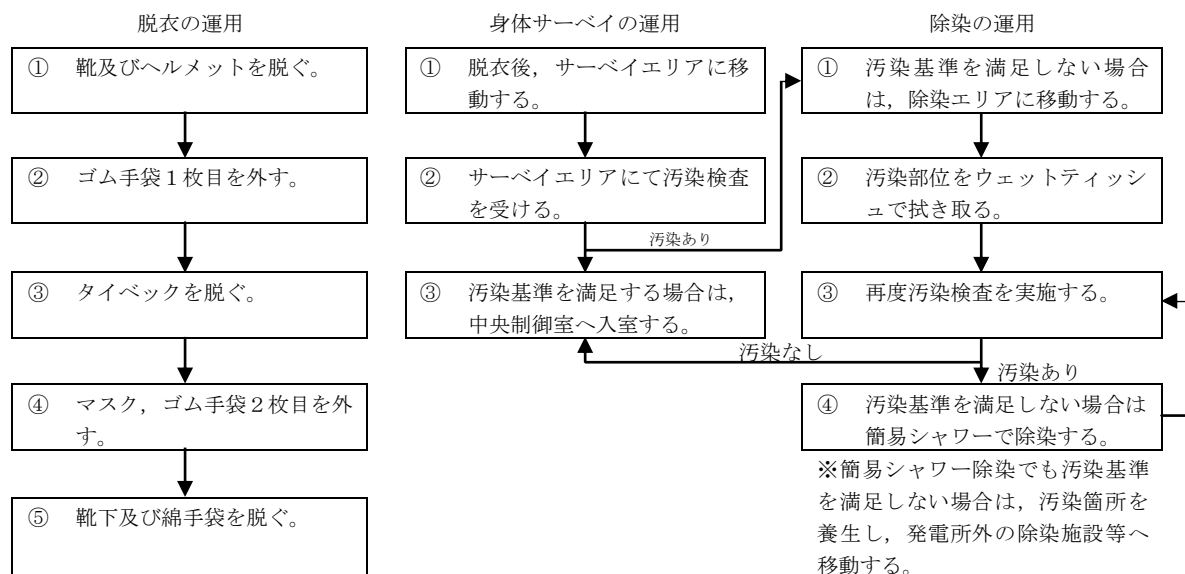 脱衣の運用
① 靴及びヘルメットを脱ぐ。
② ゴム手袋1枚目を外す。
③ タイベックを脱ぐ。
④ マスク，ゴム手袋2枚目を外
す。
⑤ 靴下及び綿手袋を脱ぐ。
身体サーベイの運用
① 脱衣後，サーベイエリアに移
動する。
② サーベイエリアにて汚染検査
を受ける。
汚染あり
③ 汚染基準を満足する場合は，
中央制御室へ入室する。
汚染なし
除染の運用
① 汚染基準を満足しない場合
は，除染エリアに移動する。
② 汚染部位をウェットティッシ
ュで拭き取る。
③ 再度汚染検査を実施する。
汚染あり
④ 汚染基準を満足しない場合は
簡易シャワーで除染する。
※簡易シャワー除染でも汚染基準
を満足しない場合は，汚染箇所を
養生し，発電所外の除染施設等へ
移動する。